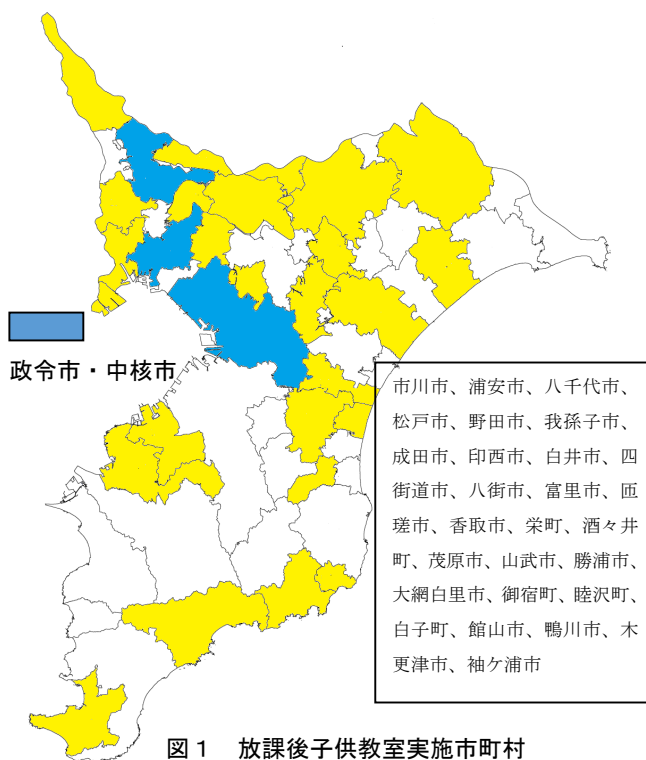 政令市・中核市
市川市、浦安市、八千代市、
松戸市、野田市、我孫子市、
成田市、印西市、白井市、四
街道市、八街市、富里市、匝
瑳市、香取市、栄町、酒々井
町、茂原市、山武市、勝浦市、
大網白里市、御宿町、睦沢町、
白子町、館山市、鴨川市、木
更津市、袖ケ浦市
図１　放課後子供教室実施市町村